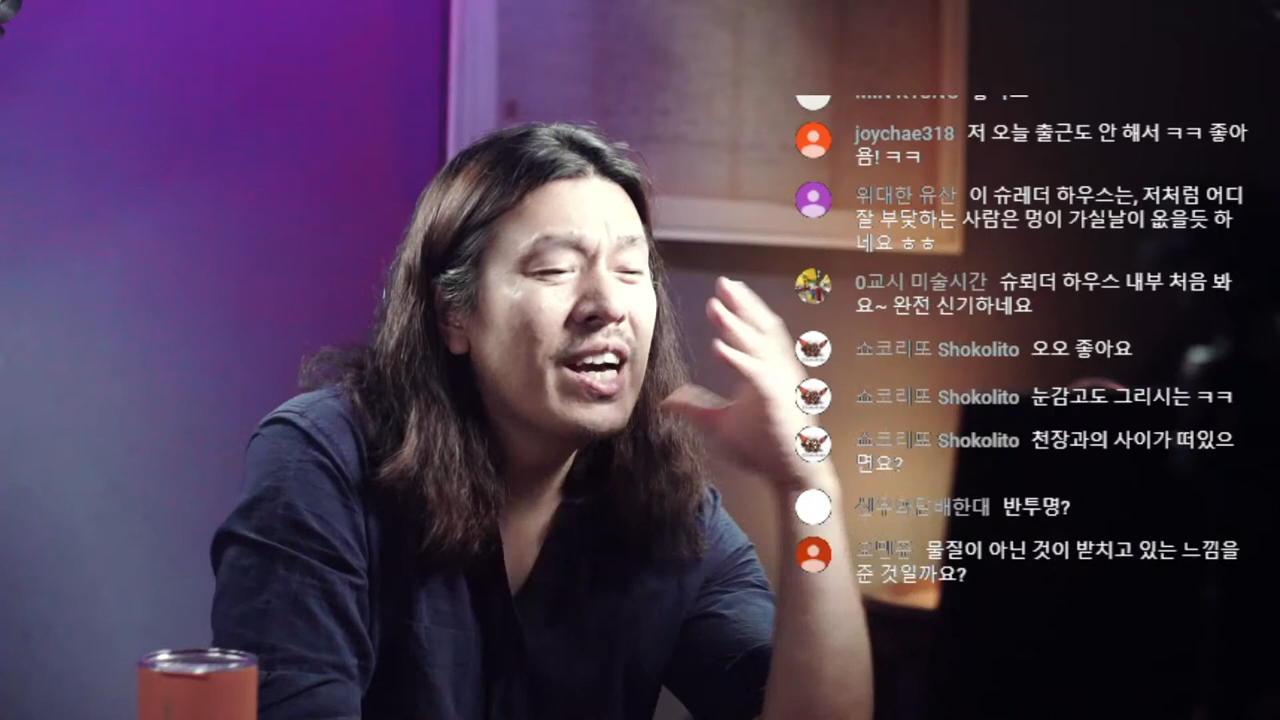 joychae318 저 오늘 출근도 안 해서 ㅋㅋ 좋아
욤! ㅋㅋ
위대한 유산 이 슈레더 하우스는, 저처럼 어디
잘 부딫하는 사람은 멍이 가실날이 읎을듯 하
네요 ㅎㅎ
0교시 미술시간 슈뢰더 하우스 내부 처음 봐
요~ 완전 신기하네요
쇼코리또 Shokolito 오오 좋아요
쇼코리또 Shokolito 눈감고도 그리시는 ㅋㅋ
쇼코리또 Shokolito 천장과의 사이가 떠있으
면요?
반투명?
물질이 아닌 것이 받치고 있는 느낌을
준 것일까요?